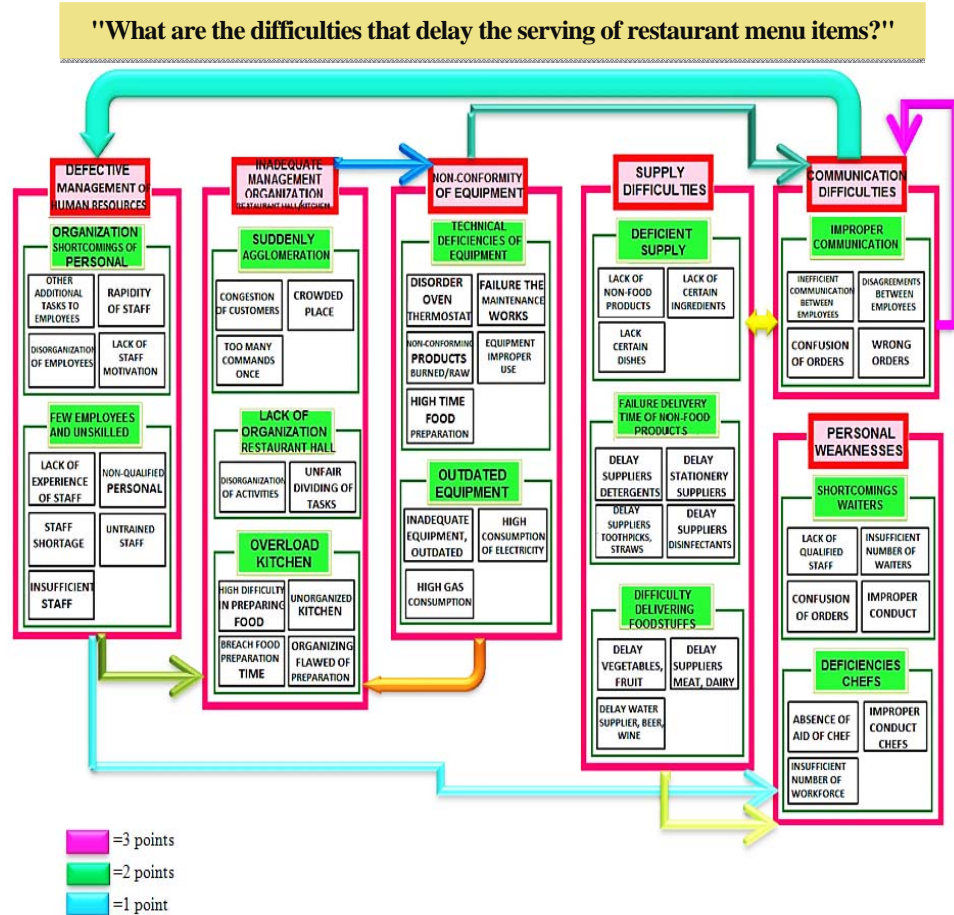 "What are the difficulties that delay the serving of restaurant menu items?"
DEFECTIVE
MANAGEMENT OF
HUMAN RESOURCES
ORGANIZATION
SHORTCOMINGS OF
PERSONAL
OTHER
ADDITIONAL
TASKS TO
EMPLOYEES
RAPIDITY
OF STAFF
DISORGANIZATION
OF EMPLOYEES
LACK OF
STAFF
MOTIVATION
FEW EMPLOYEES
AND UNSKILLED
LACK OF
EXPERIENCE
OF STAFF
NON-QUALIFIED
PERSONAL
STAFF
SHORTAGE
UNTRAINED
STAFF
INSUFFICIENT
STAFF
INADEQUATE
MANAGEMENT
ORGANIZATION
RESTAURANT HALL/KITCHEN
SUDDENLY
AGGLOMERATION
CONGESTION
OF CUSTOMERS
CROWDED
PLACE
TOO MANY
COMMANDS
ONCE
LACK OF
ORGANIZATION
RESTAURANT HALL
DISORGANIZATION
OF ACTIVITIES
UNFAIR
DIVIDING OF
TASKS
OVERLOAD
KITCHEN
HIGH DIFFICULTY
IN PREPARING
FOOD
UNORGANIZED
KITCHEN
BREACH FOOD
PREPARATION
TIME
ORGANIZING
FLAWED OF
PREPARATION
NON-CONFORMITY
OF EQUIPMENT
TECHNICAL
DEFICIENCIES OF
EQUIPMENT
DISORDER
OVEN
THERMOSTAT
FAILURE THE
MAINTENANCE
WORKS
NON-CONFORMING
PRODUCTS
BURNED/RAW
EQUIPMENT
IMPROPER
USE
HIGH TIME
FOOD
PREPARATION
OUTDATED
EQUIPMENT
INADEQUATE
EQUIPMENT,
OUTDATED
HIGH
CONSUMPTION
OF ELECTRICITY
HIGH GAS
CONSUMPTION
SUPPLY
DIFFICULTIES
DEFICIENT
SUPPLY
LACK OF
NON-FOOD
PRODUCTS
LACK OF
CERTAIN
INGREDIENTS
LACK
CERTAIN
DISHES
FAILURE DELIVERY
TIME OF NON-FOOD
PRODUCTS
DELAY
SUPPLIERS
DETERGENTS
DELAY
STATIONERY
SUPPLIERS
DELAY
SUPPLIERS
TOOTHPICKS,
STRAWS
DELAY
SUPPLIERS
DISINFECTANTS
DIFFICULTY
DELIVERING
FOODSTUFFS
DELAY
VEGETABLES,
FRUIT
DELAY
SUPPLIERS
MEAT, DAIRY
DELAY WATER
SUPPLIER, BEER,
WINE
COMMUNICATION
DIFFICULTIES
IMPROPER
COMMUNICATION
INEFFICIENT
COMMUNICATION
BETWEEN
EMPLOYEES
DISAGREEMENTS
BETWEEN
EMPLOYEES
CONFUSION
OF ORDERS
WRONG
ORDERS
PERSONAL
WEAKNESSES
SHORTCOMINGS
WAITERS
LACK OF
QUALIFIED
STAFF
INSUFFICIENT
NUMBER OF
WAITERS
CONFUSION
OF ORDERS
IMPROPER
CONDUCT
DEFICIENCIES
CHEFS
ABSENCE OF
AID OF CHEF
IMPROPER
CONDUCT
CHEFS
INSUFFICIENT
NUMBER OF
WORKFORCE
=3 points
=2 points
=1 point